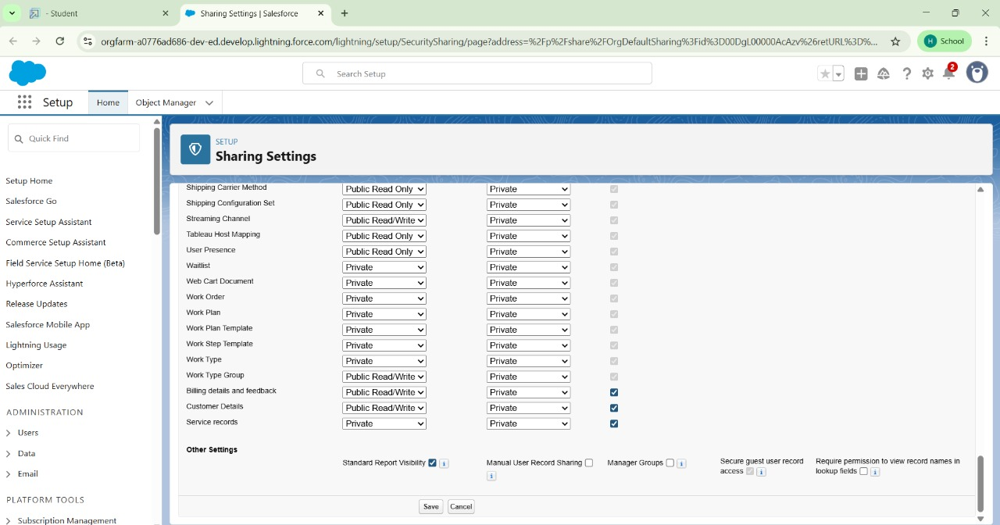 - Student
Sharing Settings | Salesforce
orgfarm-a0776ad686-dev-ed.develop.lightning.force.com/lightning/setup/SecuritySharing/page?address=%2Fp%2Fshare%2FOrgDefaultSharing%3Fid%3D00DgL00000AcAzv%26retURL%3D%...
H School
Search Setup
2
Setup Home Object Manager
Quick Find
Setup Home
Salesforce Go
Service Setup Assistant
Commerce Setup Assistant
Field Service Setup Home (Beta)
Hyperforce Assistant
Release Updates
Salesforce Mobile App
Lightning Usage
Optimizer
Sales Cloud Everywhere
ADMINISTRATION
Users
Data
Email
PLATFORM TOOLS
Subscription Management
SETUP
Sharing Settings
Shipping Carrier Method Public Read Only Private
Shipping Configuration Set Public Read Only Private
Streaming Channel Public Read/Write Private
Tableau Host Mapping Public Read Only Private
User Presence Public Read Only Private
Waitlist Private Private
Web Cart Document Private Private
Work Order Private Private
Work Plan Private Private
Work Plan Template Private Private
Work Step Template Private Private
Work Type Private Private
Work Type Group Public Read/Write Private
Billing details and feedback Public Read/Write Private
Customer Details Public Read/Write Private
Service records Private Private
Other Settings
Standard Report Visibility i Manual User Record Sharing i Manager Groups i
Secure guest user record
access i
Require permission to view record names in
lookup fields i
Save Cancel